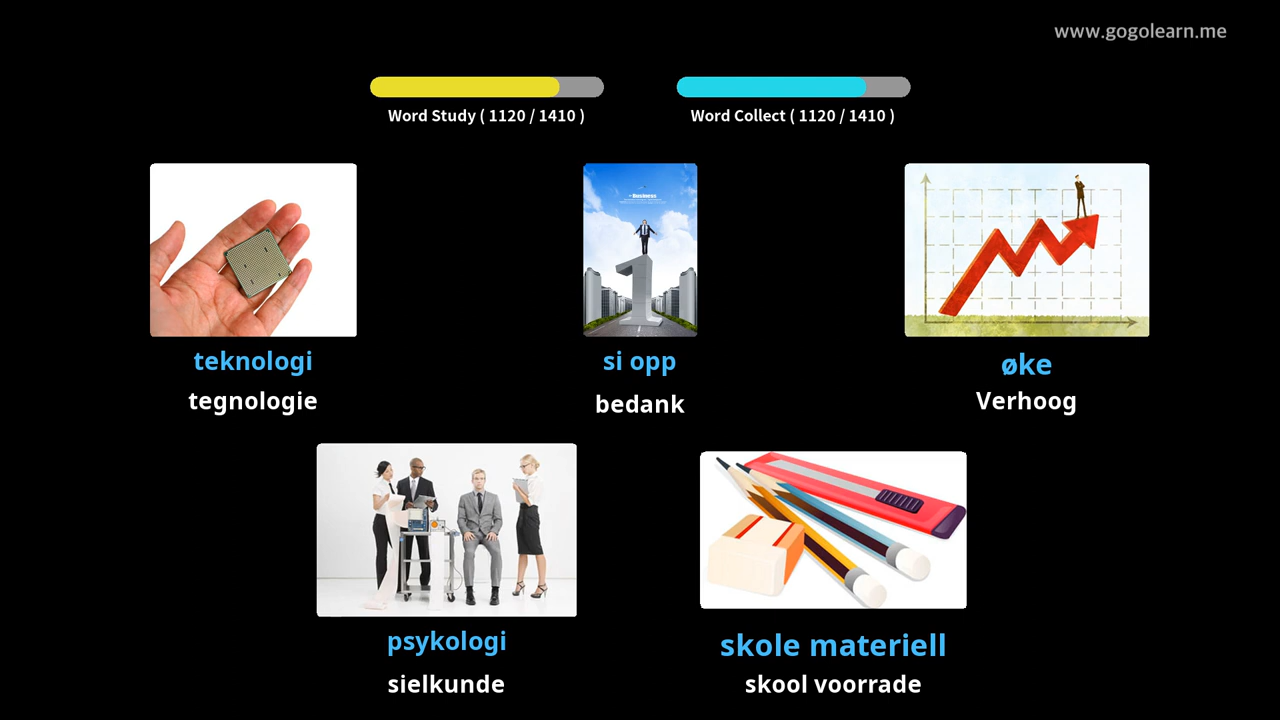 www.gogolearn.me
Word Study ( 1120 / 1410 )
Word Collect ( 1120 / 1410 )
Business
teknologi
si opp
øke
tegnologie
bedank
Verhoog
psykologi
skole materiell
sielkunde
skool voorrade